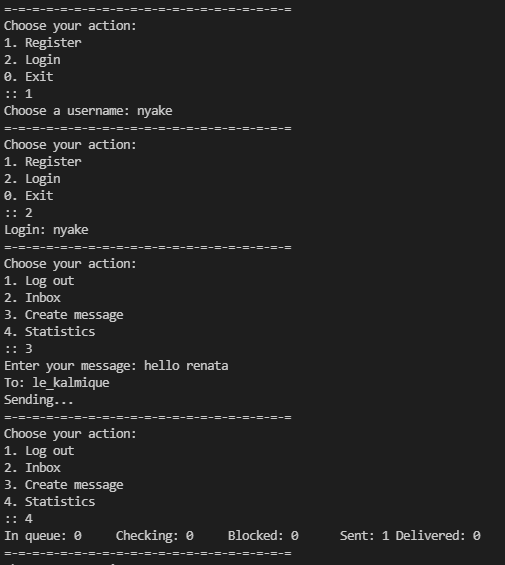 =-=-=-=-=-=-=-=-=-=-=-=-=-=-=-=-=-=-=
Choose your action:
1. Register
2. Login
0. Exit
:: 1
Choose a username: nyake
=-=-=-=-=-=-=-=-=-=-=-=-=-=-=-=-=-=-=
Choose your action:
1. Register
2. Login
0. Exit
:: 2
Login: nyake
=-=-=-=-=-=-=-=-=-=-=-=-=-=-=-=-=-=-=
Choose your action:
1. Log out
2. Inbox
3. Create message
4. Statistics
:: 3
Enter your message: hello renata
To: le_kalmique
Sending...
=-=-=-=-=-=-=-=-=-=-=-=-=-=-=-=-=-=-=
Choose your action:
1. Log out
2. Inbox
3. Create message
4. Statistics
:: 4
In queue: 0     Checking: 0     Blocked: 0      Sent: 1 Delivered: 0
=-=-=-=-=-=-=-=-=-=-=-=-=-=-=-=-=-=-=